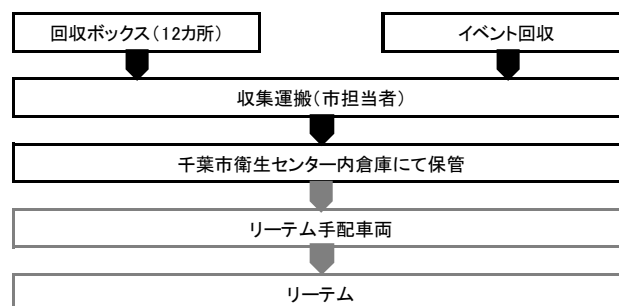 回収ボックス（12カ所）
イベント回収
収集運搬（市担当者）
千葉市衛生センター内倉庫にて保管
リーテム手配車両
リーテム